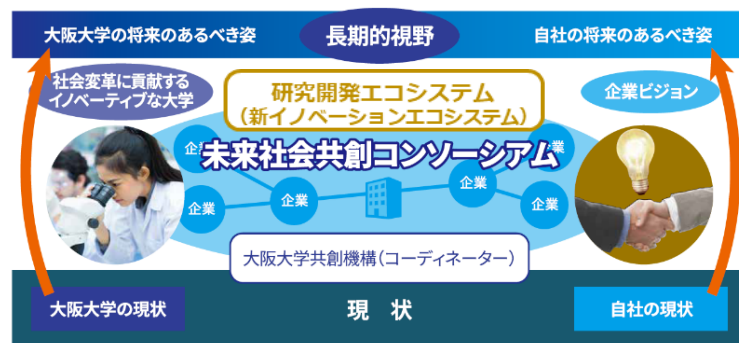 大阪大学の将来のあるべき姿
長期的視野
自社の将来のあるべき姿
社会変革に貢献する
イノベーティブな大学
研究開発エコシステム
（新イノベーションエコシステム）
企業ビジョン
未来社会共創コンソーシアム
企業
企業
企業
企業
企業
企業
大阪大学共創機構（コーディネーター）
大阪大学の現状
現　状
自社の現状